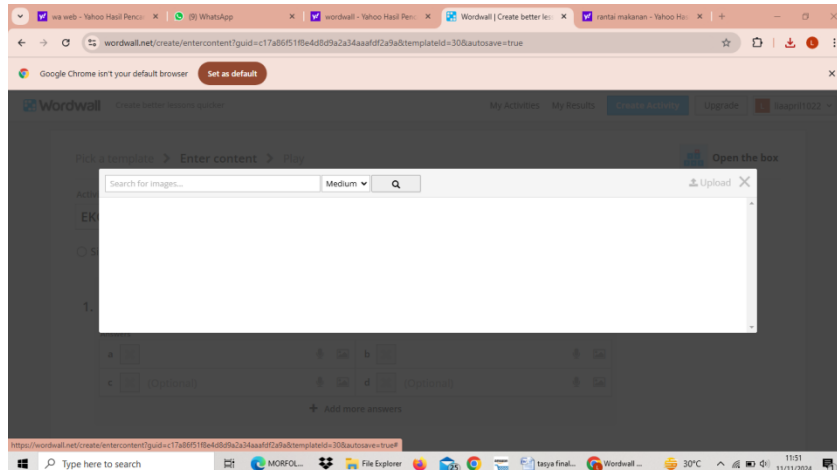 wa web - Yahoo Hasil Pencar
(9) WhatsApp
wordwall - Yahoo Hasil Penc
Wordwall | Create better les
rantai makanan - Yahoo Has
wordwall.net/create/entercontent?guid=c17a86f51f8e4d8d9a2a34aaafdf2a9a&templateId=30&autosave=true
Google Chrome isn't your default browser
Set as default
Wordwall
Create better lessons quicker
My Activities
My Results
Create Activity
Upgrade
liaapril1022
Pick a template > Enter content > Play
Open the box
Search for images...
Medium
Upload
EK
1.
a
b
c (Optional)
d (Optional)
+ Add more answers
https://wordwall.net/create/entercontent?guid=c17a86f51f8e4d8d9a2a34aaafdf2a9a&templateId=30&autosave=true#
Type here to search
MORFOL...
File Explorer
tasya final...
Wordwall ...
30°C
11:51
11/11/2024